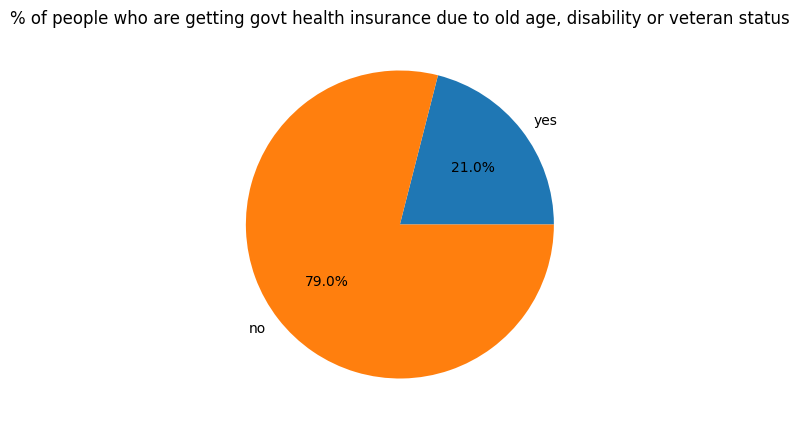 % of people who are getting govt health insurance due to old age, disability or veteran status
yes
21.0%
79.0%
no